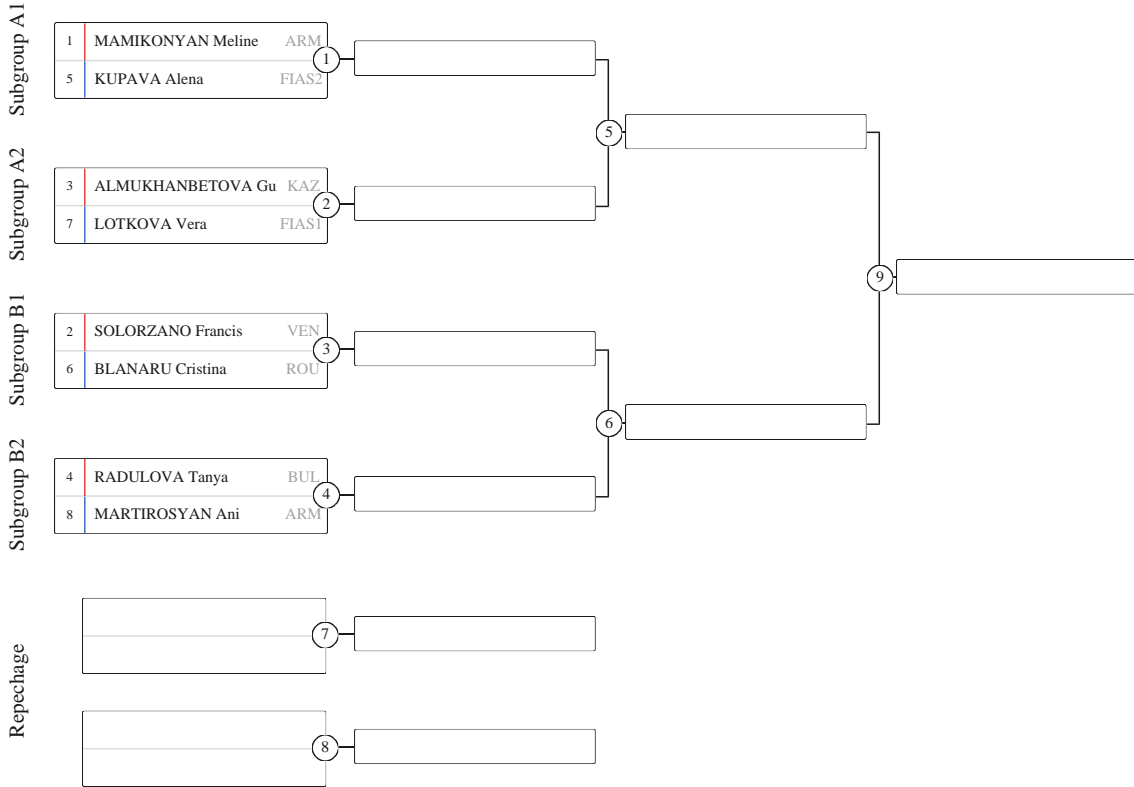 Subgroup A1
1 MAMIKONYAN Meline ARM
5 KUPAVA Alena FIAS2
1
5
Subgroup A2
3 ALMUKHANBETOVA Gu KAZ
7 LOTKOVA Vera FIAS1
2
9
Subgroup B1
2 SOLORZANO Francis VEN
6 BLANARU Cristina ROU
3
6
Subgroup B2
4 RADULOVA Tanya BUL
8 MARTIROSYAN Ani ARM
4
Repechage
7
8